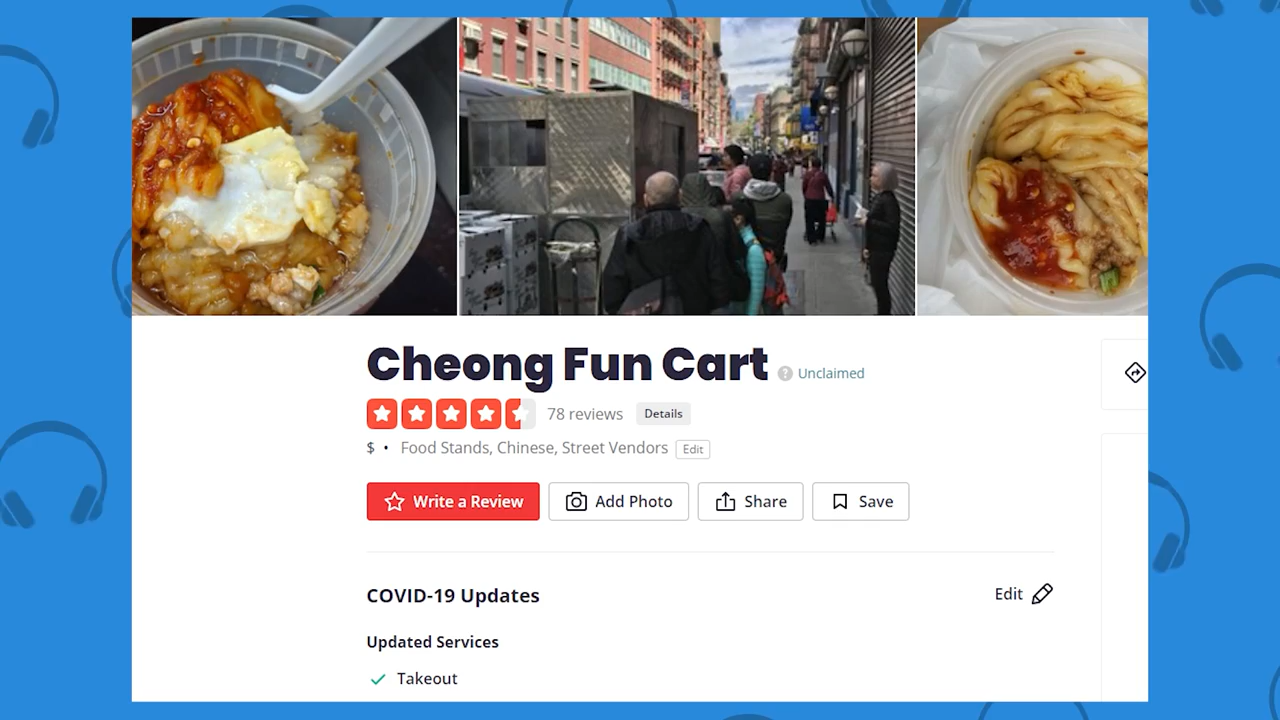 Cheong Fun Cart Unclaimed
78 reviews Details
$ • Food Stands, Chinese, Street Vendors Edit
Write a Review Add Photo Share Save
COVID-19 Updates Edit
Updated Services
Takeout